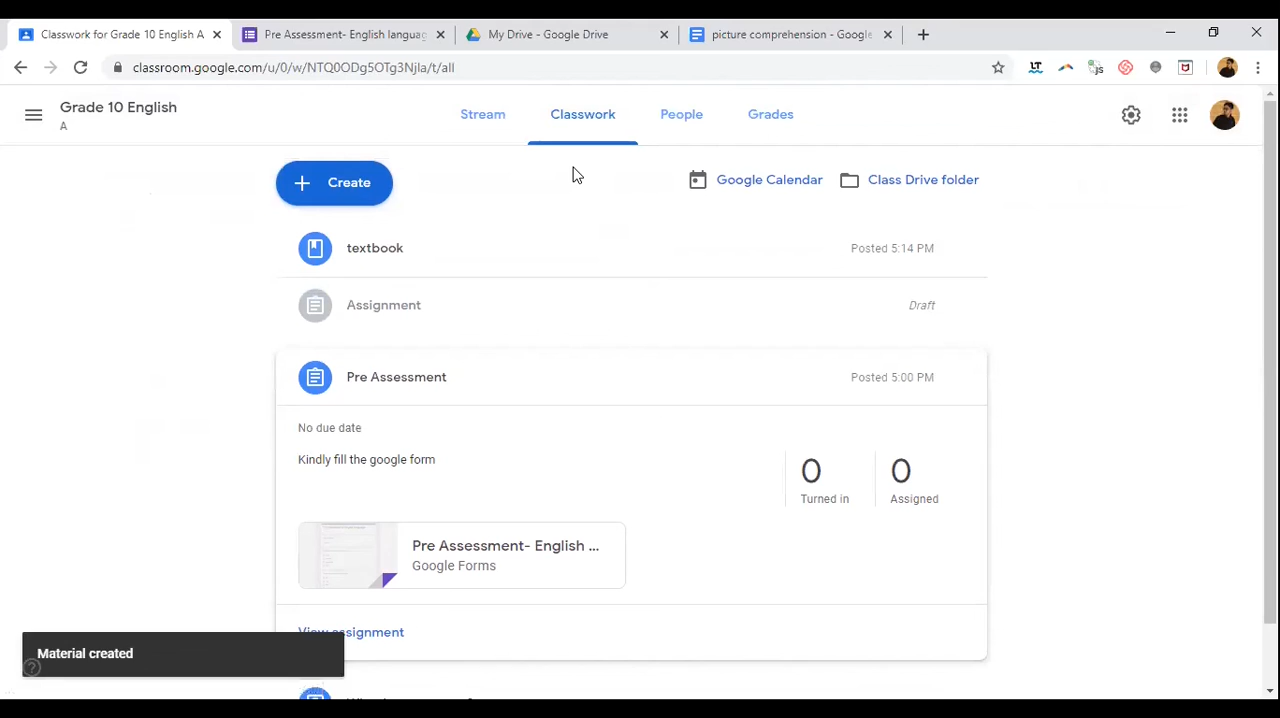 Classwork for Grade 10 English A
Pre Assessment- English languag
My Drive - Google Drive
picture comprehension - Google
classroom.google.com/u/0/w/NTQ0ODg5OTg3Njla/t/all
Grade 10 English
A
Stream
Classwork
People
Grades
Create
Google Calendar
Class Drive folder
textbook
Posted 5:14 PM
Assignment
Draft
Pre Assessment
Posted 5:00 PM
No due date
Kindly fill the google form
0
Turned in
0
Assigned
Pre Assessment- English ...
Google Forms
View assignment
Material created